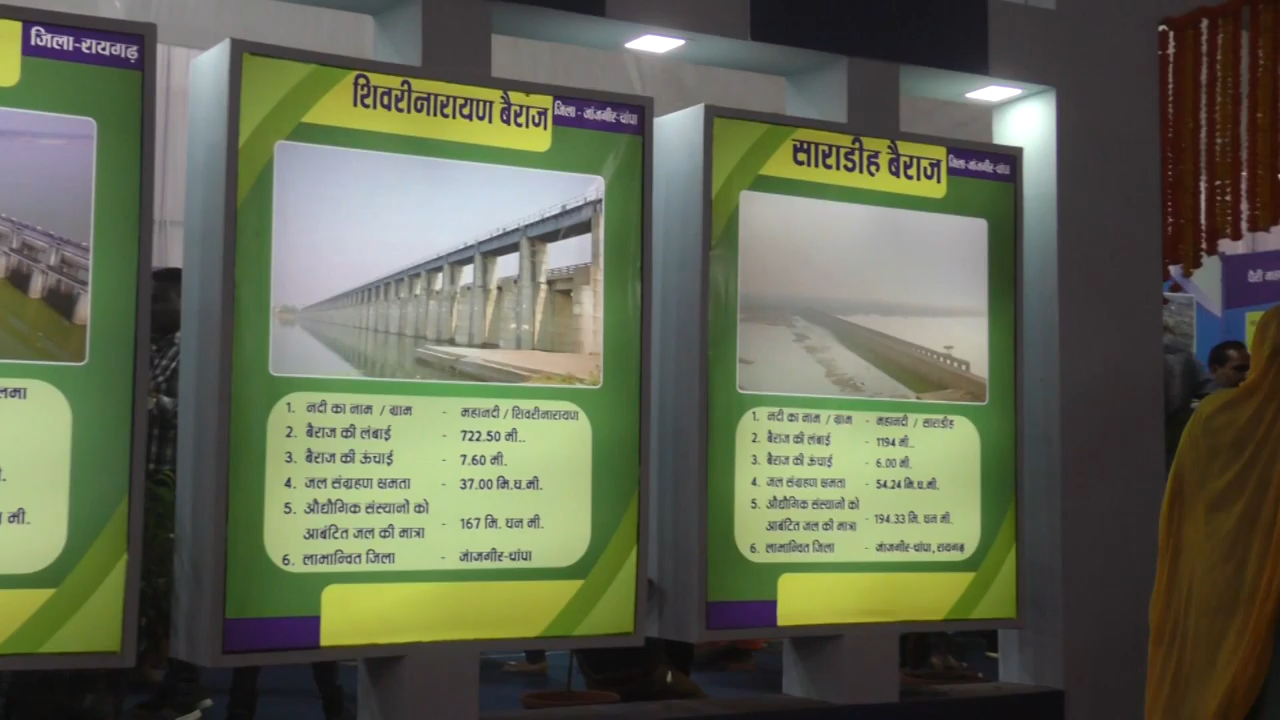 जिला-रायगढ़
लमा
मी.
शिवरीनारायण बैराज
जिला - जांजगीर-चांपा
1. नदी का नाम / ग्राम - महानदी / शिवरीनारायण
2. बैराज की लंबाई - 722.50 मी..
3. बैराज की ऊंचाई - 7.60 मी.
4. जल संग्रहण क्षमता - 37.00 मि.घ.मी.
5. औद्यौगिक संस्थानो को
आबंटित जल की मात्रा - 167 मि. घन मी.
6. लाभान्वित जिला - जांजगीर-चांपा
साराडीह बैराज
जिला-जांजगीर-चांपा
1. नदी का नाम / ग्राम - महानदी / साराडीह
2. बैराज की लंबाई - 1194 मी..
3. बैराज की ऊंचाई - 6.00 मी.
4. जल संग्रहण क्षमता - 54.24 मि.घ.मी.
5. औद्यौगिक संस्थानो को
आबंटित जल की मात्रा - 194.33 मि. घन मी.
6. लाभान्वित जिला - जांजगीर-चांपा, रायगढ़
पैरी